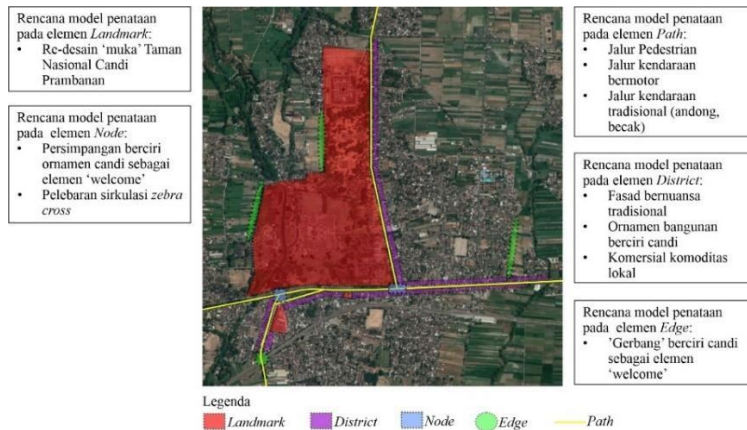 Rencana model penataan
pada elemen Landmark:
• Re-desain 'muka' Taman
Nasional Candi
Prambanan
Rencana model penataan
pada elemen Node:
• Persimpangan berciri
ornamen candi sebagai
elemen 'welcome'
• Pelebaran sirkulasi zebra
cross
Rencana model penataan
pada elemen Path:
• Jalur Pedestrian
• Jalur kendaraan
bermotor
• Jalur kendaraan
tradisional (andong,
becak)
Rencana model penataan
pada elemen District:
• Fasad bernuansa
tradisional
• Ornamen bangunan
berciri candi
• Komersial komoditas
lokal
Rencana model penataan
pada elemen Edge:
• 'Gerbang' berciri candi
sebagai elemen
'welcome'
Legenda
Landmark District Node Edge Path